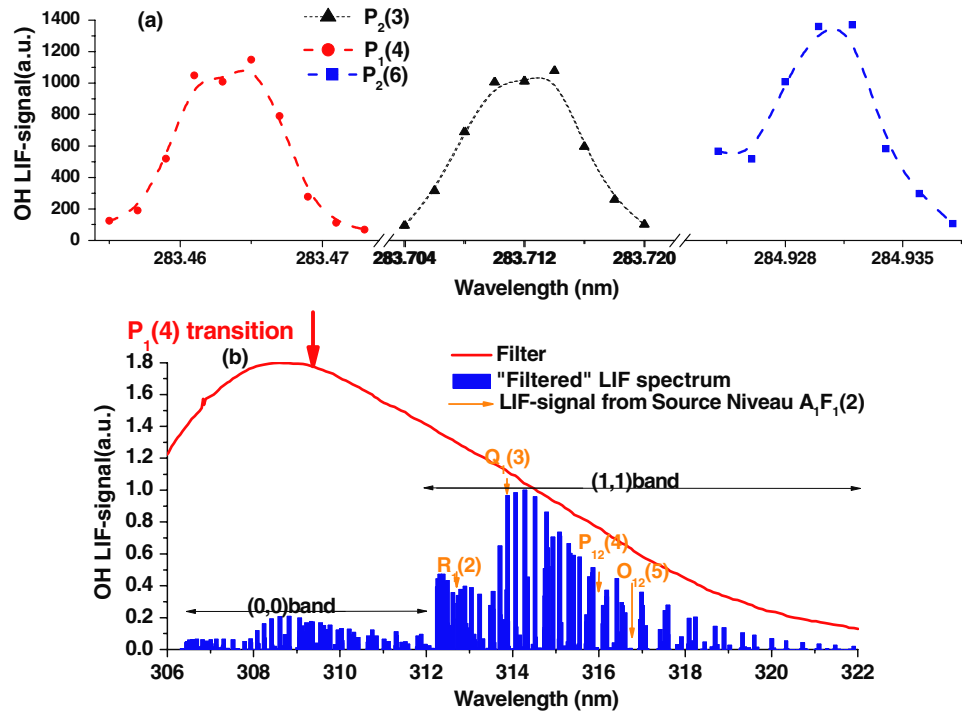 (a)
P2(3)
P1(4)
P2(6)
OH LIF-signal(a.u.)
1400
1200
1000
800
600
400
200
0
283.46 283.47 283.704 283.712 283.720 284.928 284.935
Wavelength (nm)
P1(4) transition
(b)
Filter
"Filtered" LIF spectrum
LIF-signal from Source Niveau A1F1(2)
OH LIF-signal(a.u.)
1.8
1.6
1.4
1.2
1.0
0.8
0.6
0.4
0.2
0.0
Q1(3)
(1,1)band
P12(4)
R1(2)
O12(5)
(0,0)band
306 308 310 312 314 316 318 320 322
Wavelength (nm)